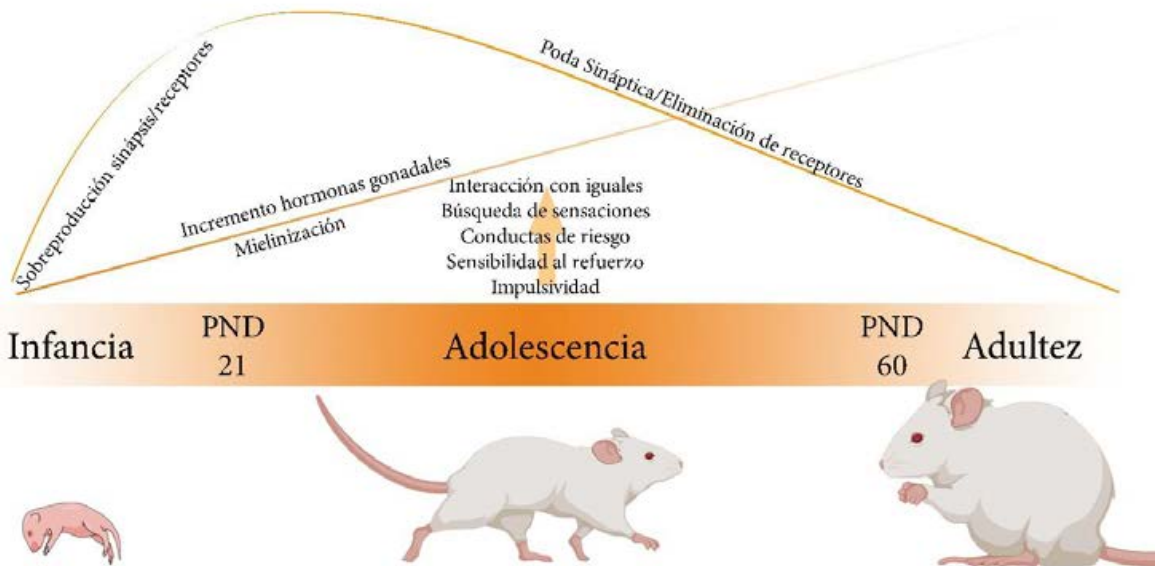 Sobreproducción sinápsis/receptores
Poda Sináptica/Eliminación de receptores
Incremento hormonas gonadales
Mielinización
Interacción con iguales
Búsqueda de sensaciones
Conductas de riesgo
Sensibilidad al refuerzo
Impulsividad
Infancia
PND
21
Adolescencia
PND
60
Adultez